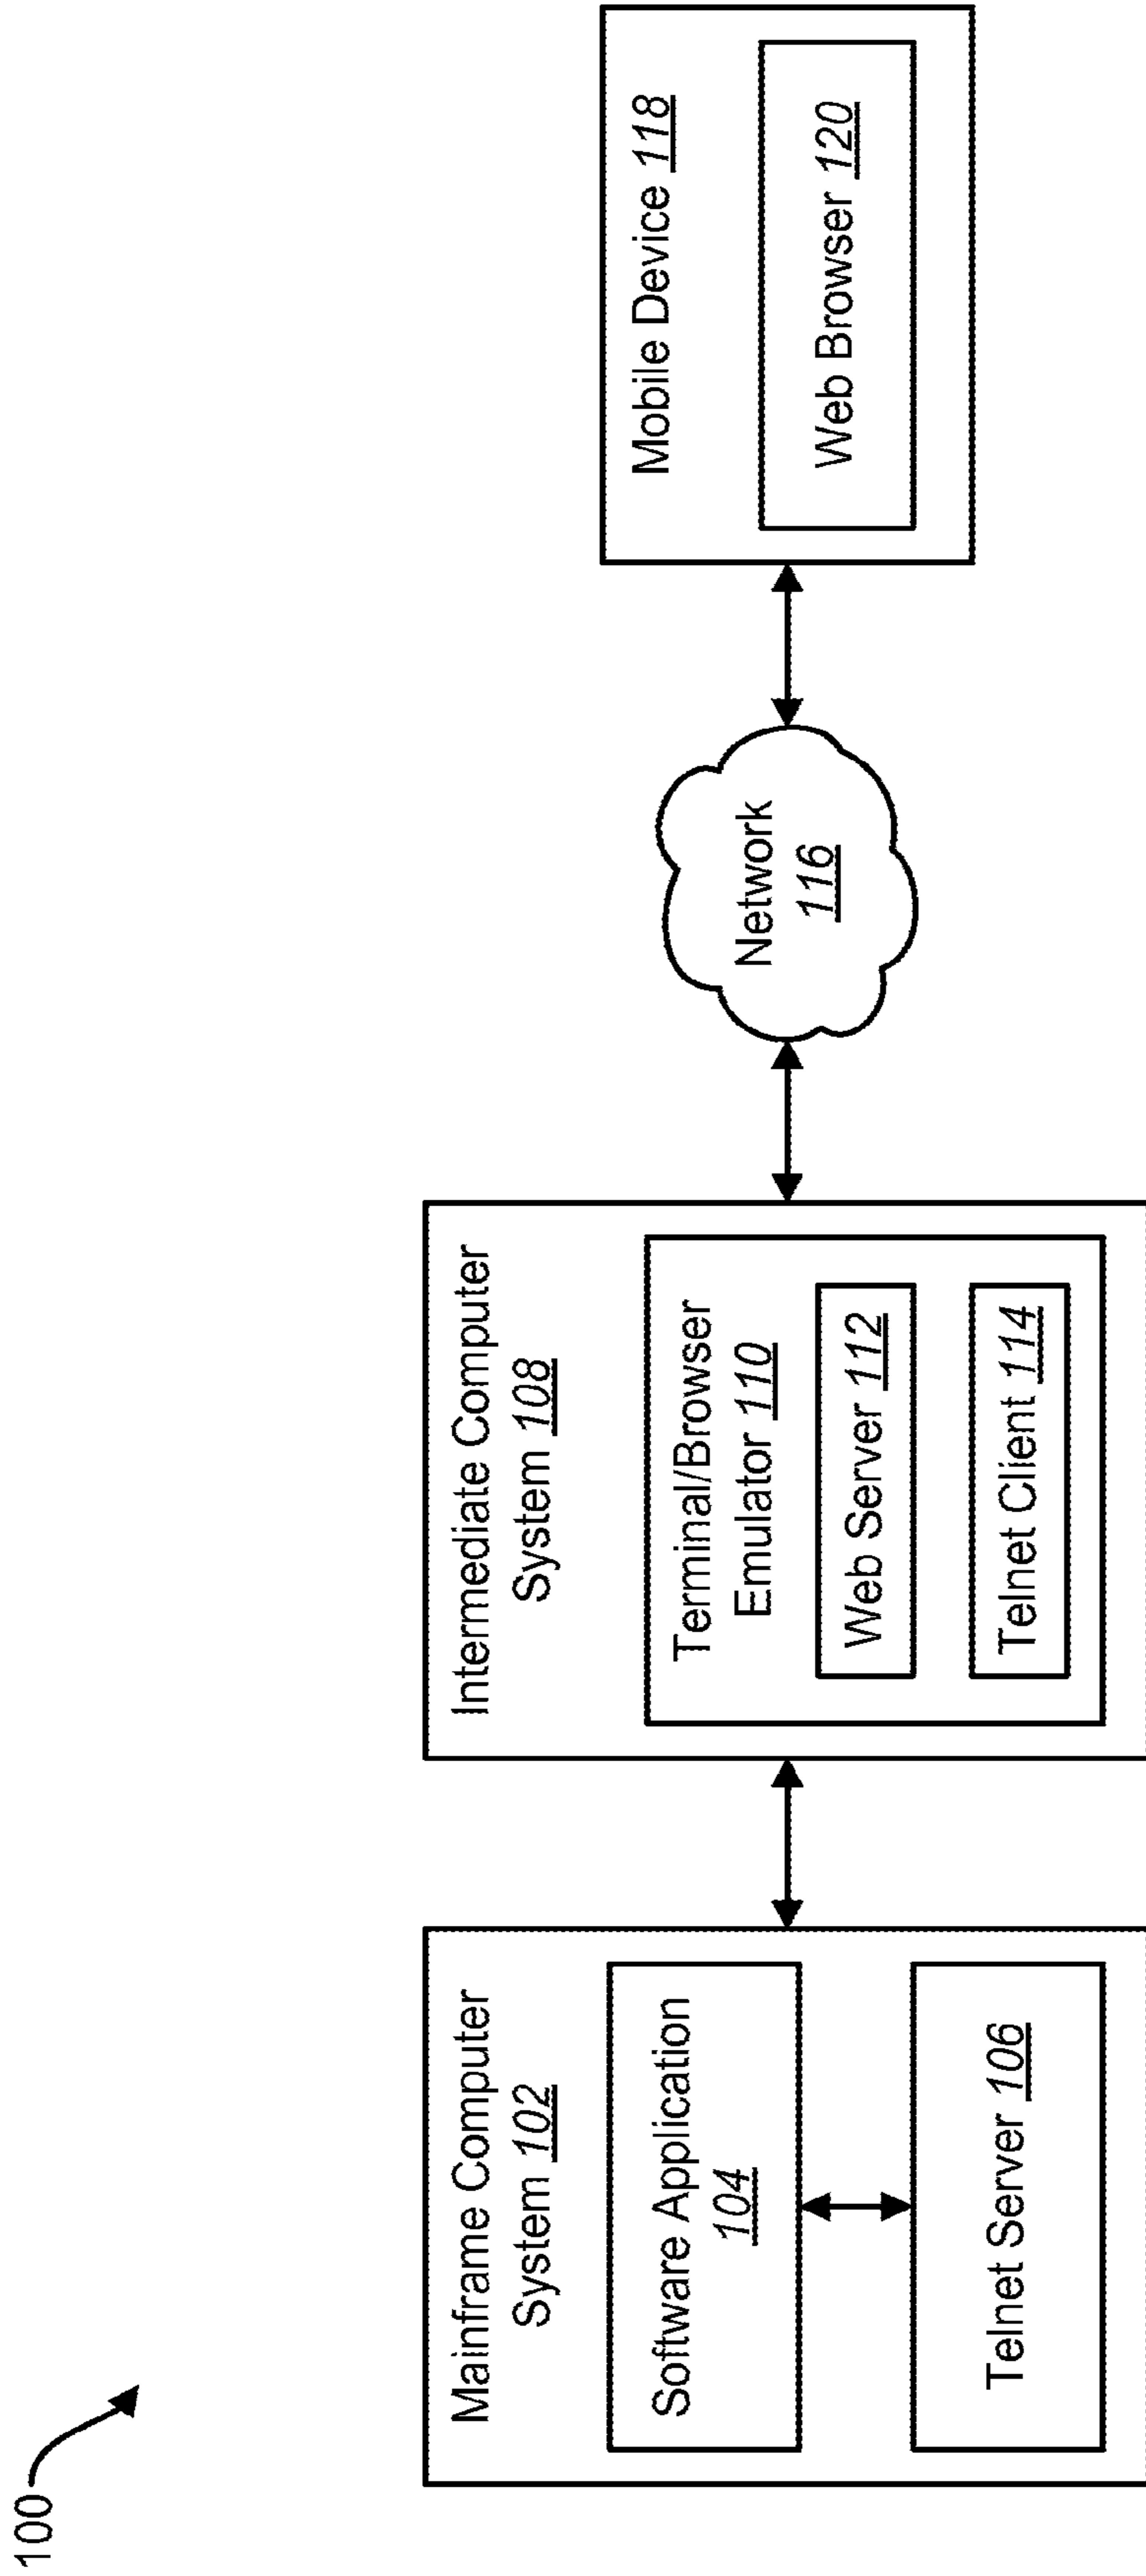 100
Mainframe Computer
System 102
Software Application
104
Telnet Server 106
Intermediate Computer
System 108
Terminal/Browser
Emulator 110
Web Server 112
Telnet Client 114
Network
116
Mobile Device 118
Web Browser 120